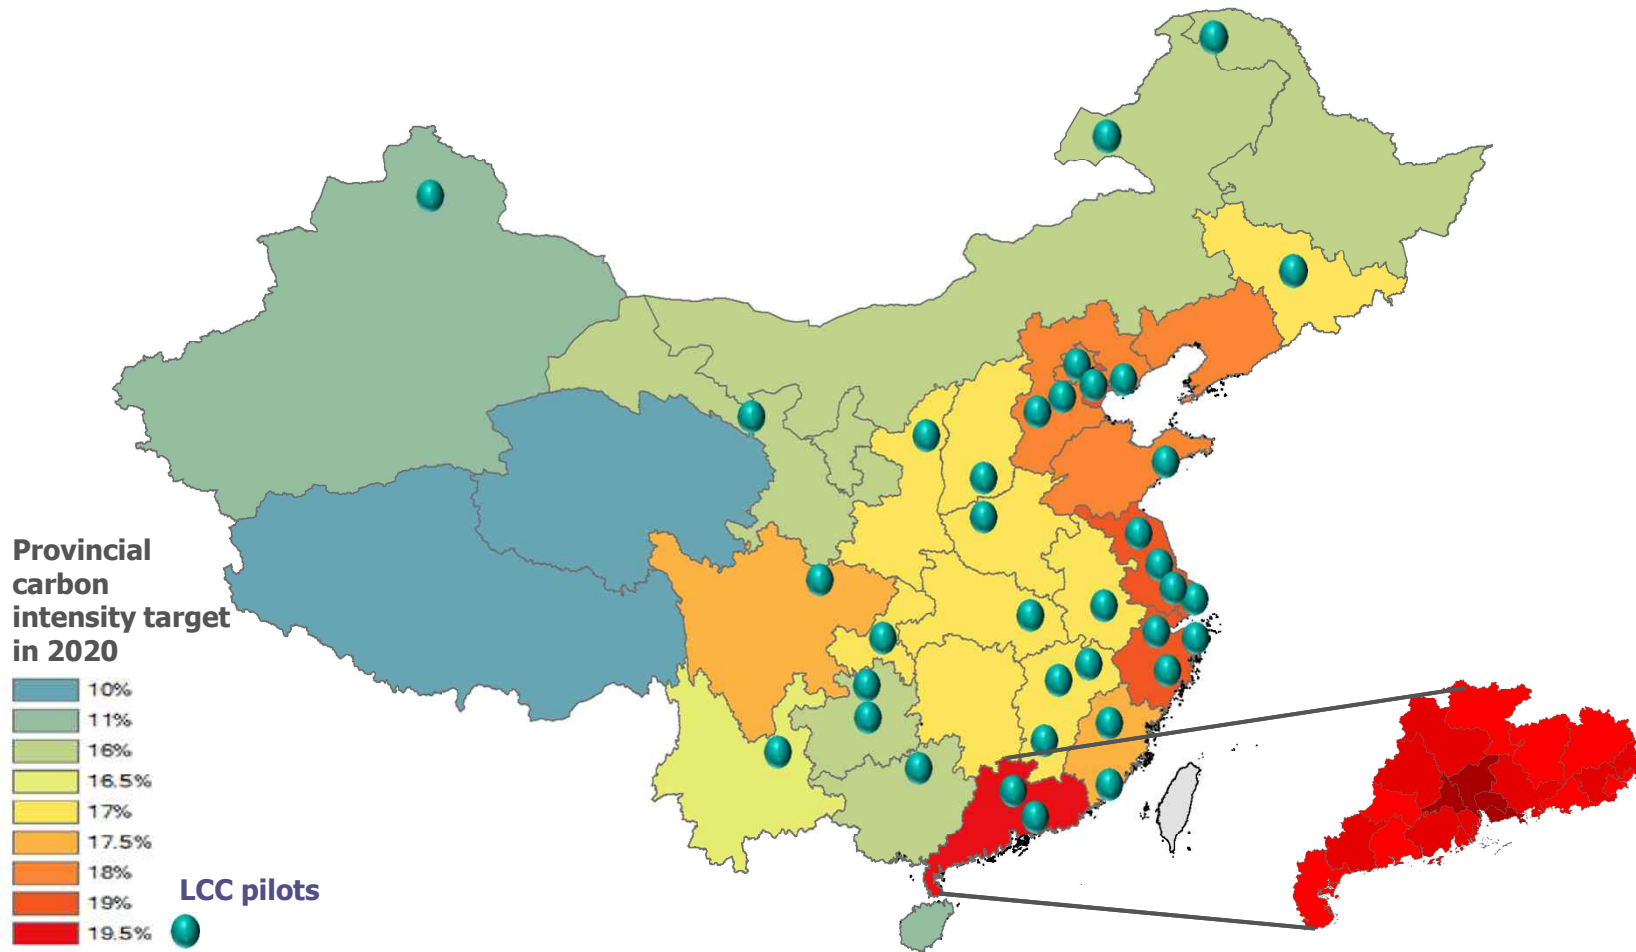 Provincial
carbon
intensity target
in 2020
10%
11%
16%
16.5%
17%
17.5%
18%
19%
19.5%
LCC pilots